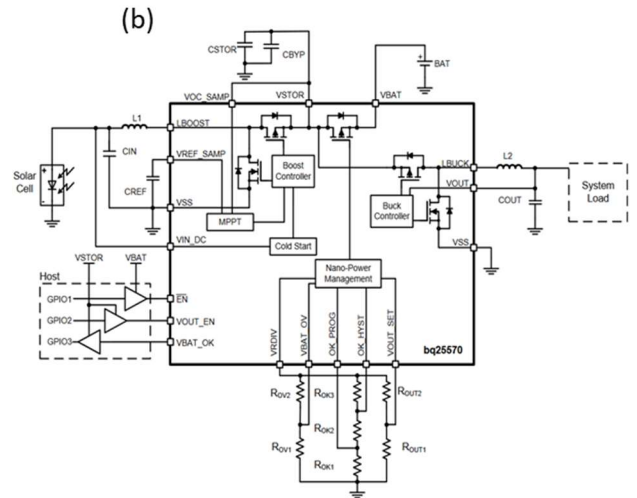 (b)
CSTOR
CBYP
BAT
VOC_SAMP
VSTOR
VBAT
L1
LBOOST
CIN
VREF_SAMP
Boost
Controller
LBUCK
L2
VOUT
Solar
Cell
CREF
VSS
MPPT
Buck
Controller
COUT
System
Load
VIN_DC
Cold Start
VSS
Host
VSTOR
VBAT
Nano-Power
Management
GPIO1
EN
GPIO2
VOUT_EN
GPIO3
VBAT_OK
VRDIV
VBAT_OV
OK_PROG
OK_HYST
VOUT_SET
bq25570
ROV2
ROK3
ROUT2
ROK2
ROV1
ROUT1
ROK1